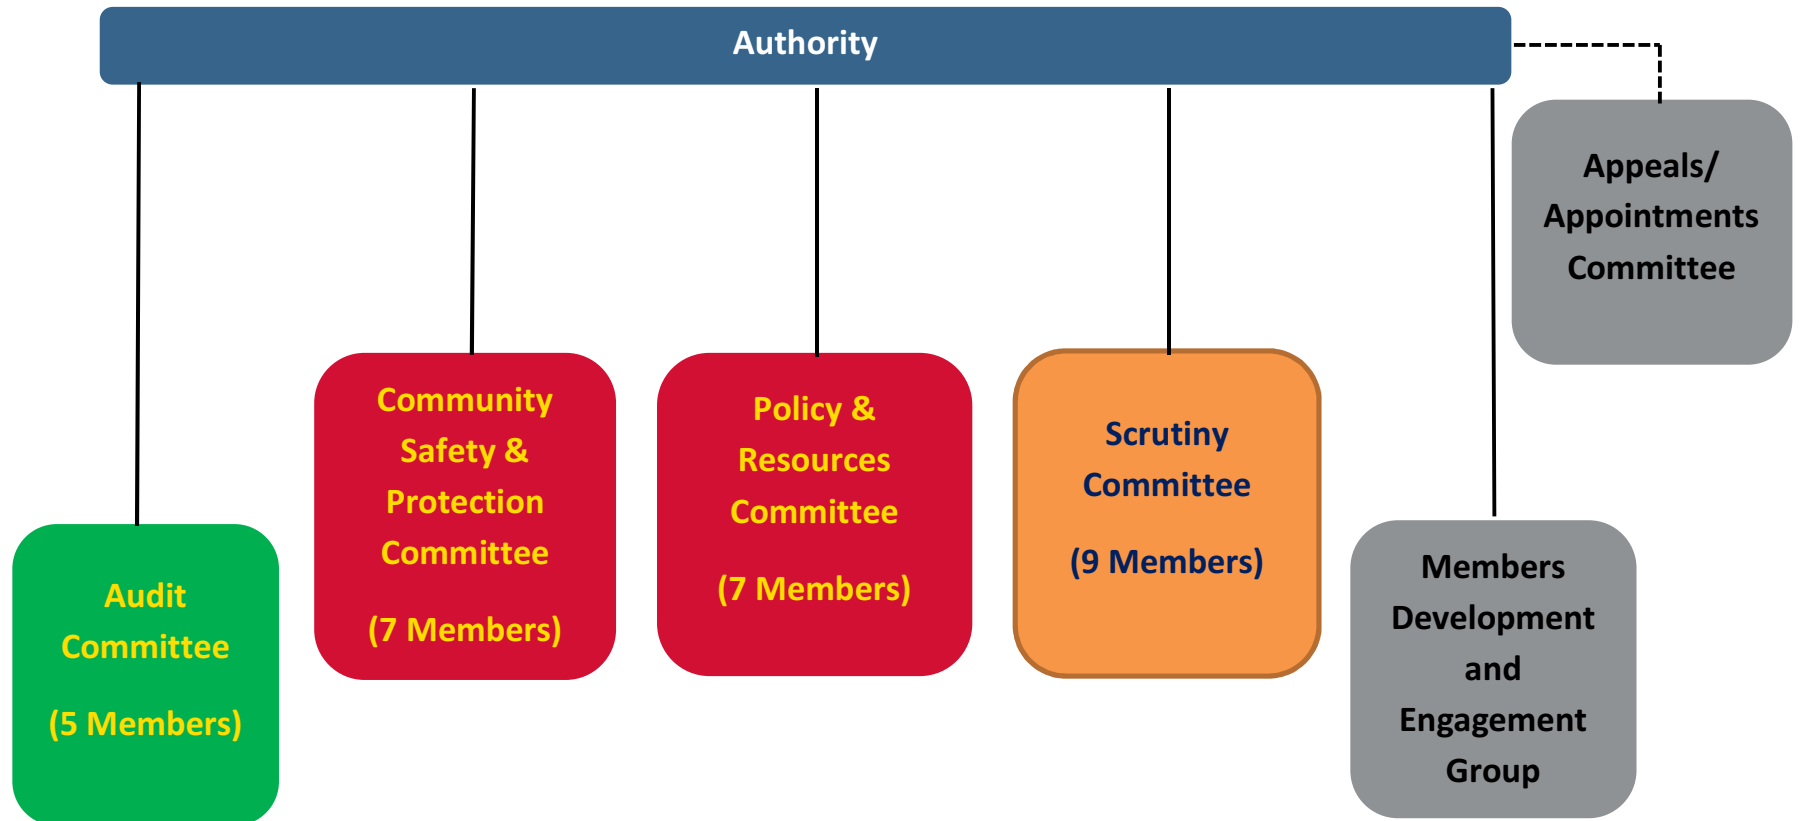 Authority
Appeals/
Appointments
Committee
Community
Safety &
Protection
Committee
(7 Members)
Policy &
Resources
Committee
(7 Members)
Scrutiny
Committee
(9 Members)
Audit
Committee
(5 Members)
Members
Development
and
Engagement
Group